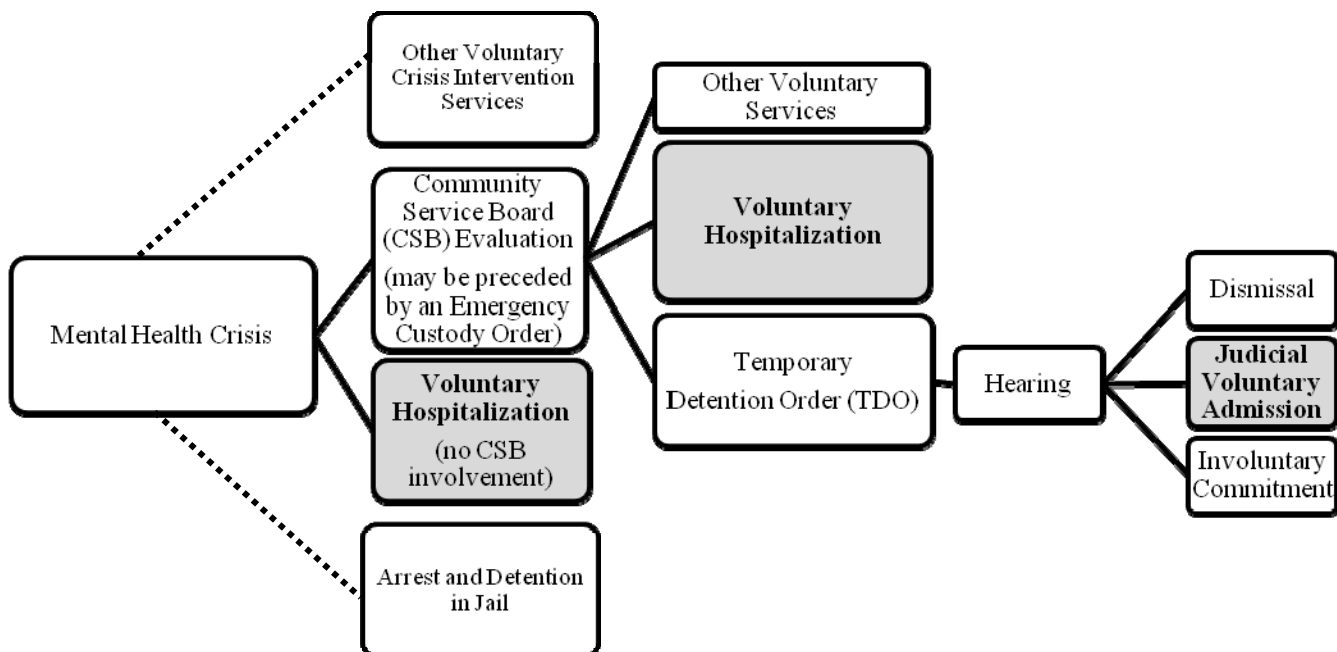 Other Voluntary
Crisis Intervention
Services
Community
Service Board
(CSB) Evaluation
(may be preceded
by an Emergency
Custody Order)
Mental Health Crisis
Voluntary
Hospitalization
(no CSB
involvement)
Arrest and Detention
in Jail
Other Voluntary
Services
Voluntary
Hospitalization
Temporary
Detention Order (TDO)
Hearing
Dismissal
Judicial
Voluntary
Admission
Involuntary
Commitment